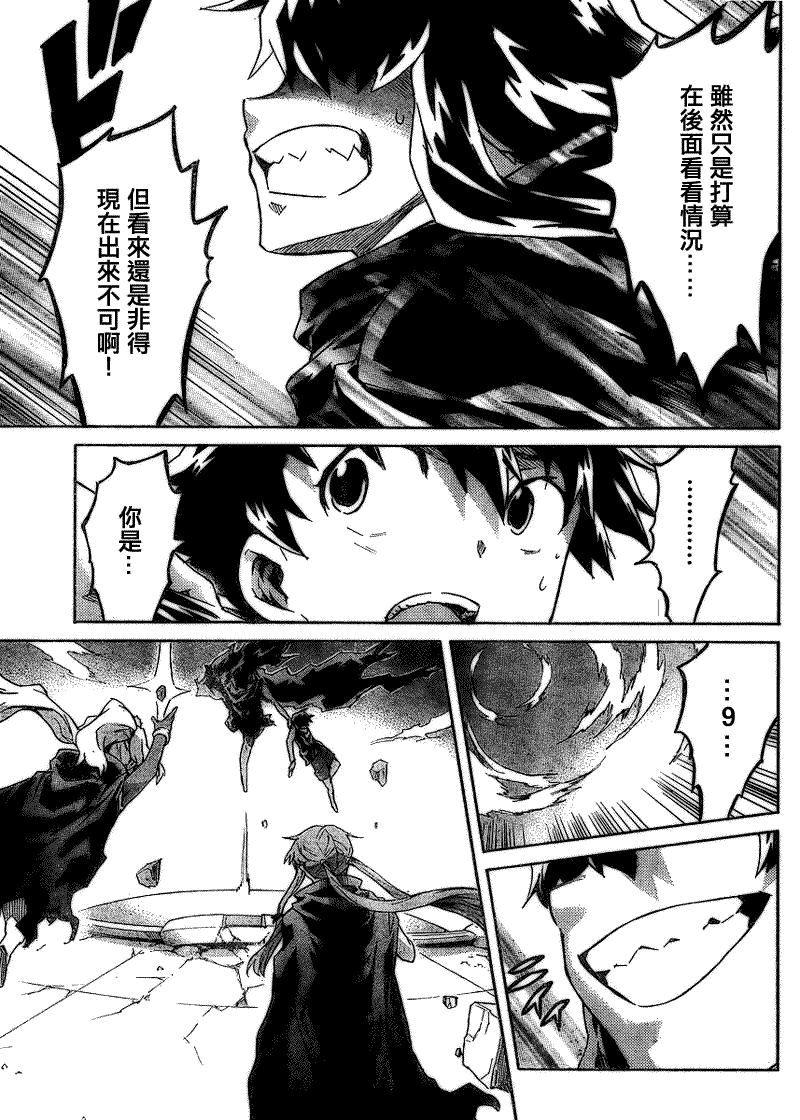 雖然只是打算
在後面看看情況……
但看來還是非得
現在出來不可啊！
…………
你是…
…9…